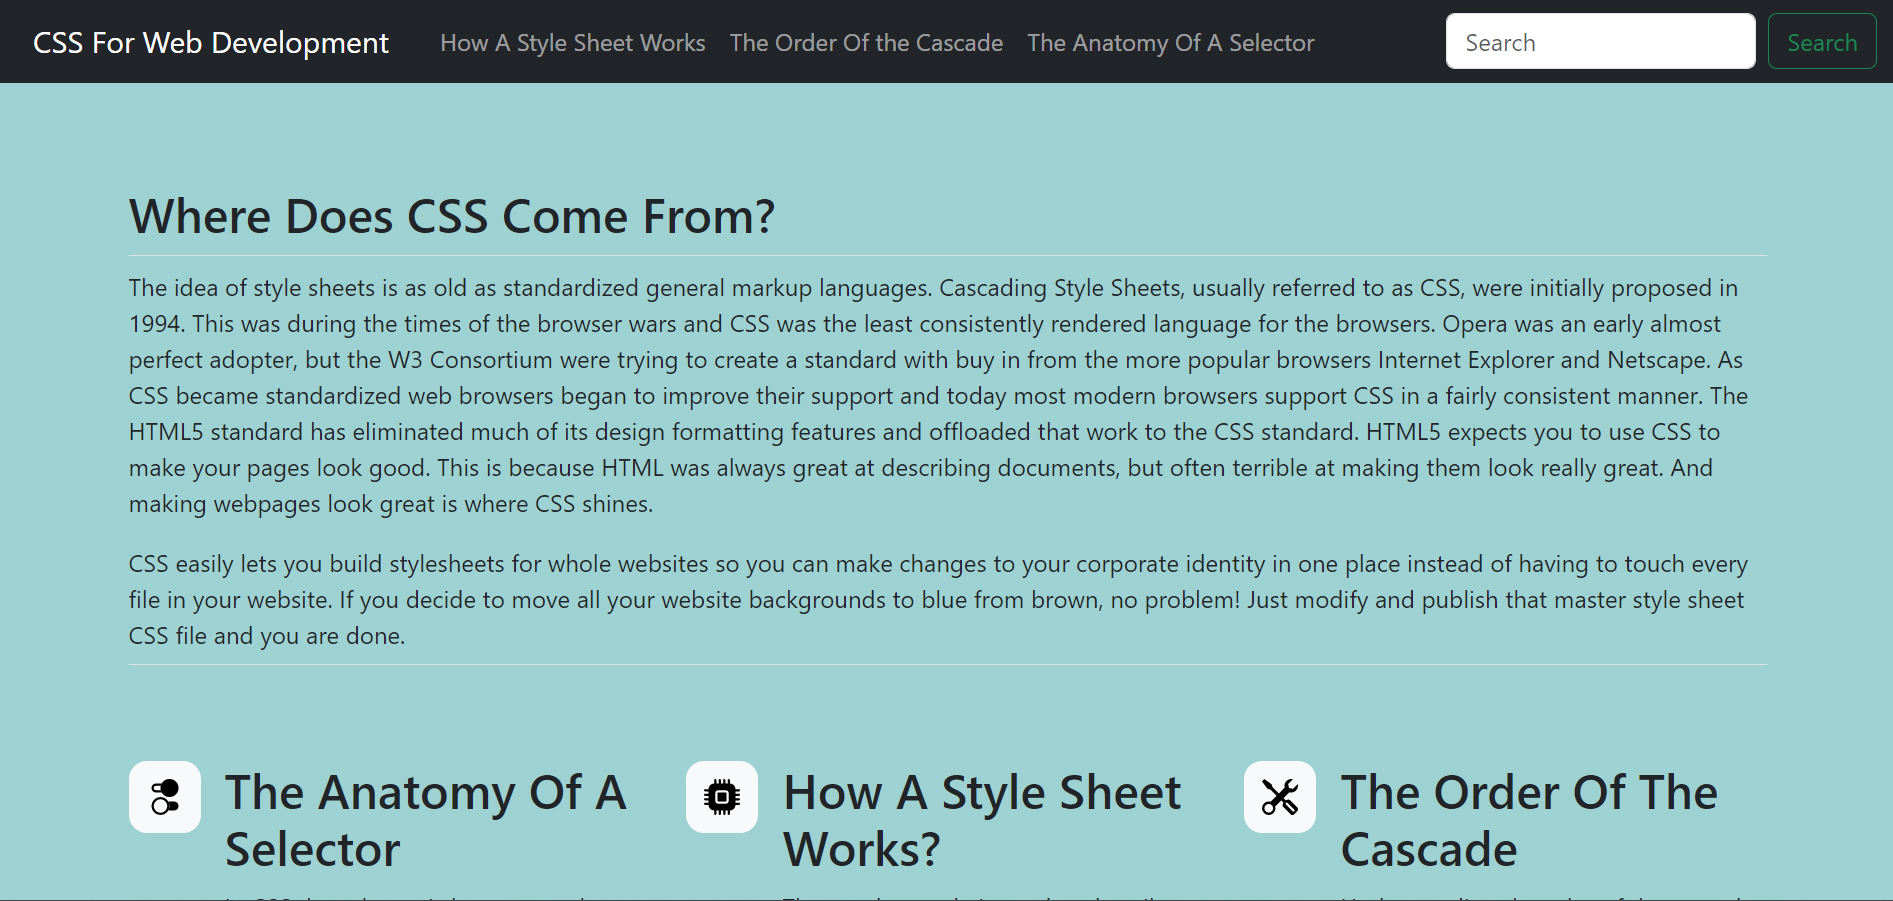 CSS For Web Development How A Style Sheet Works The Order Of the Cascade The Anatomy Of A Selector Search Search
Where Does CSS Come From?
The idea of style sheets is as old as standardized general markup languages. Cascading Style Sheets, usually referred to as CSS, were initially proposed in
1994. This was during the times of the browser wars and CSS was the least consistently rendered language for the browsers. Opera was an early almost
perfect adopter, but the W3 Consortium were trying to create a standard with buy in from the more popular browsers Internet Explorer and Netscape. As
CSS became standardized web browsers began to improve their support and today most modern browsers support CSS in a fairly consistent manner. The
HTML5 standard has eliminated much of its design formatting features and offloaded that work to the CSS standard. HTML5 expects you to use CSS to
make your pages look good. This is because HTML was always great at describing documents, but often terrible at making them look really great. And
making webpages look great is where CSS shines.
CSS easily lets you build stylesheets for whole websites so you can make changes to your corporate identity in one place instead of having to touch every
file in your website. If you decide to move all your website backgrounds to blue from brown, no problem! Just modify and publish that master style sheet
CSS file and you are done.
The Anatomy Of A
Selector
How A Style Sheet
Works?
The Order Of The
Cascade